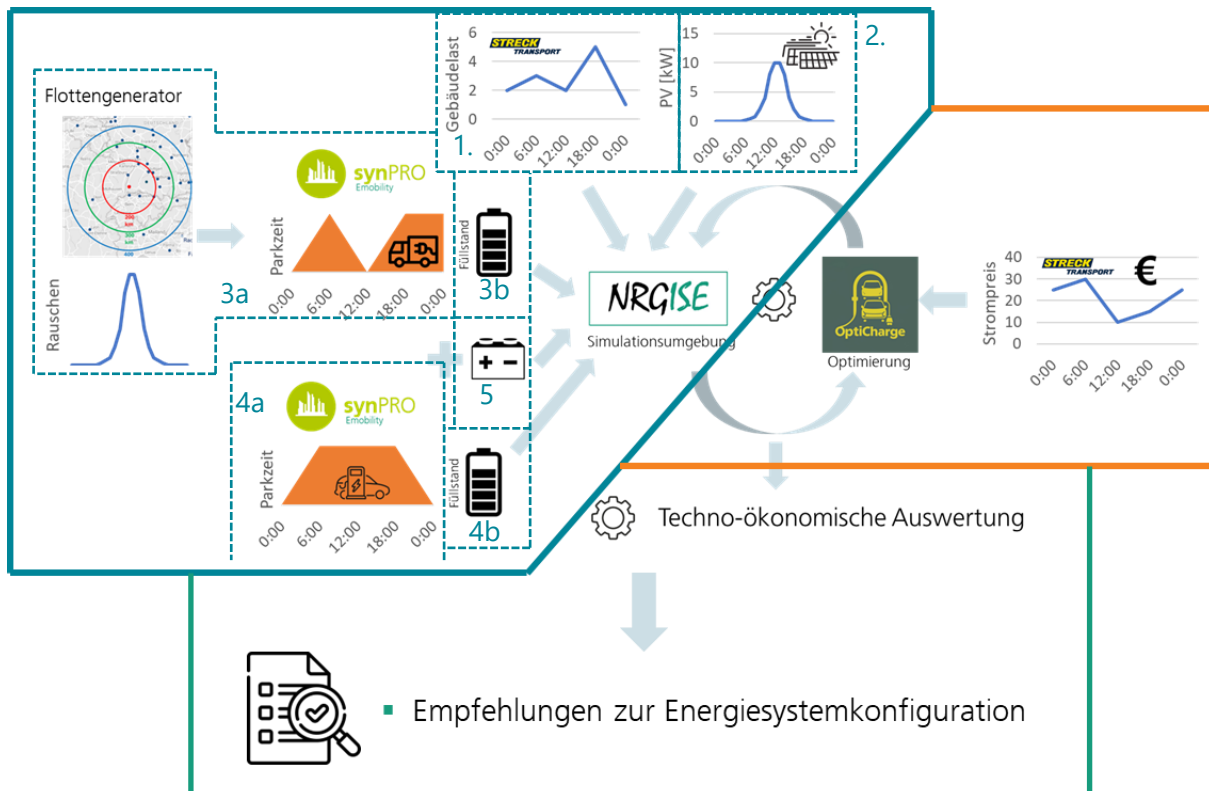 Flottengenerator
Rauschen
3a
synPRO
Emobility
Parkzeit
0:00
6:00
12:00
18:00
0:00
Füllstand
3b
4a
synPRO
Emobility
Parkzeit
0:00
6:00
12:00
18:00
0:00
Füllstand
4b
+ -
5
1.
Gebäudelast
6
4
2
0
STRECK
TRANSPORT
0:00
6:00
12:00
18:00
0:00
2.
PV [kW]
15
10
5
0
0:00
6:00
12:00
18:00
0:00
NRGISE
Simulationsumgebung
OptiCharge
Optimierung
Strompreis
40
30
20
10
0
STRECK
TRANSPORT
€
0:00
6:00
12:00
18:00
0:00
Techno-ökonomische Auswertung
▪ Empfehlungen zur Energiesystemkonfiguration